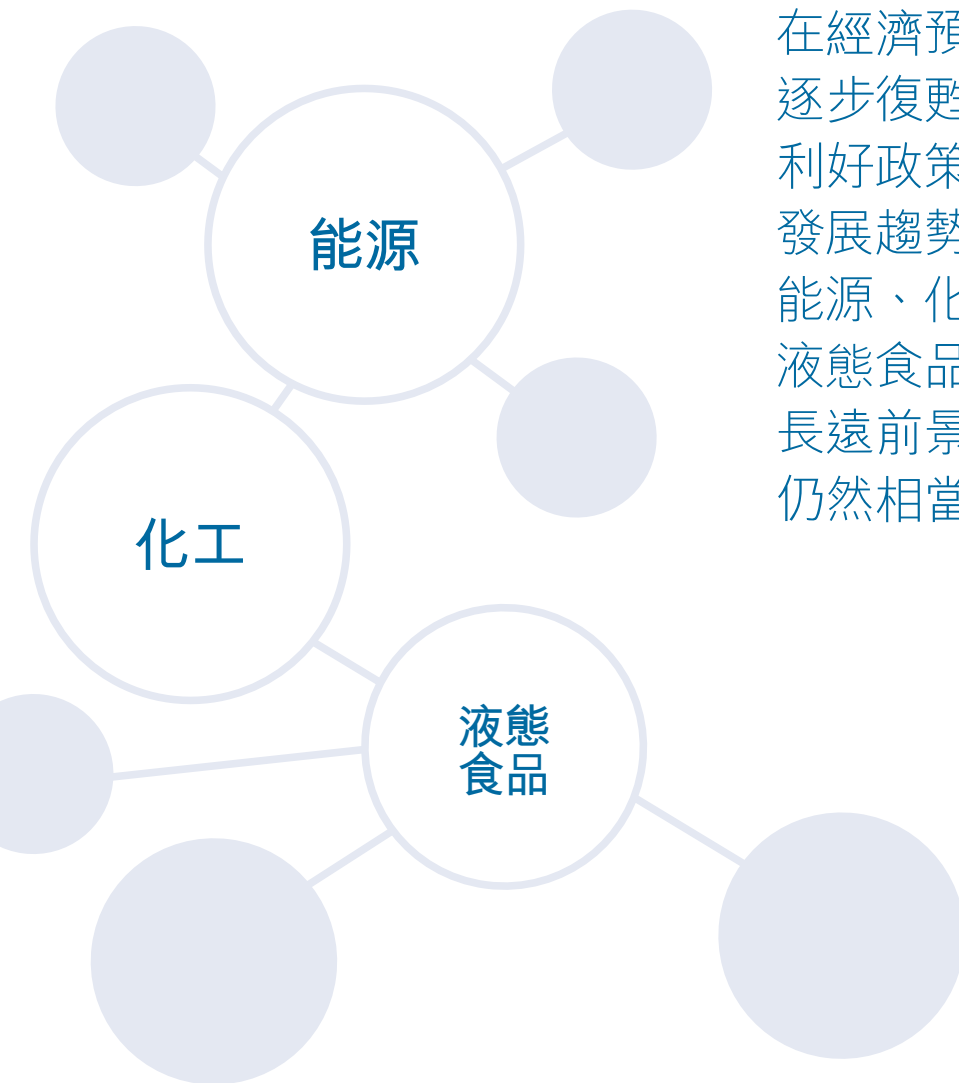 能源
化工
液態
食品
在經濟預
逐步復甦
利好政策
發展趨勢
能源、化
液態食品
長遠前景
仍然相當